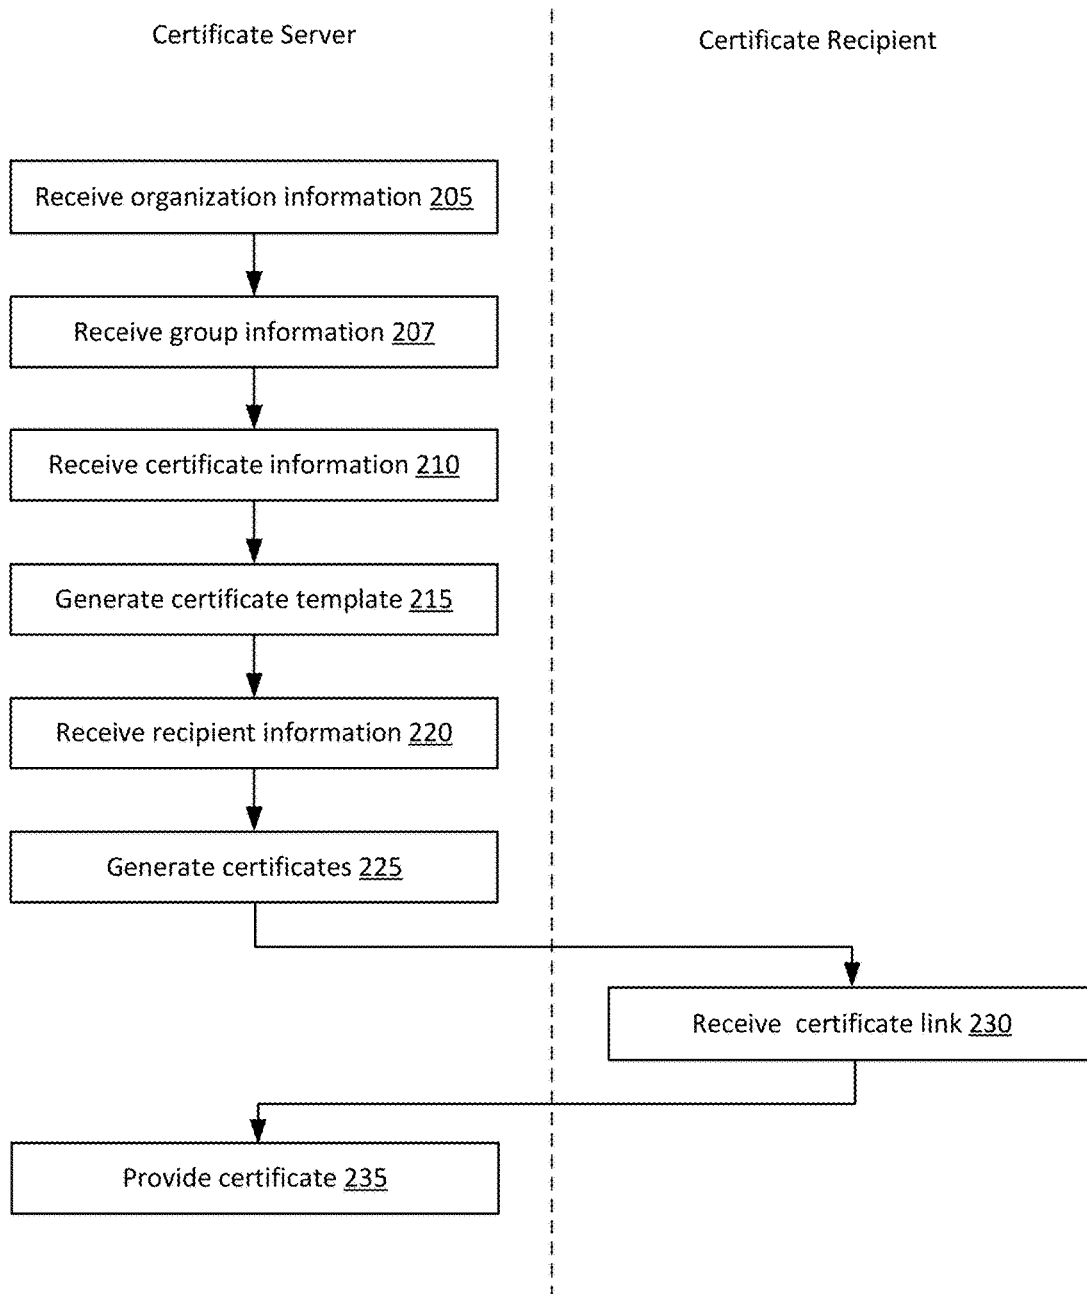 Certificate Server
Certificate Recipient
Receive organization information 205
Receive group information 207
Receive certificate information 210
Generate certificate template 215
Receive recipient information 220
Generate certificates 225
Receive certificate link 230
Provide certificate 235